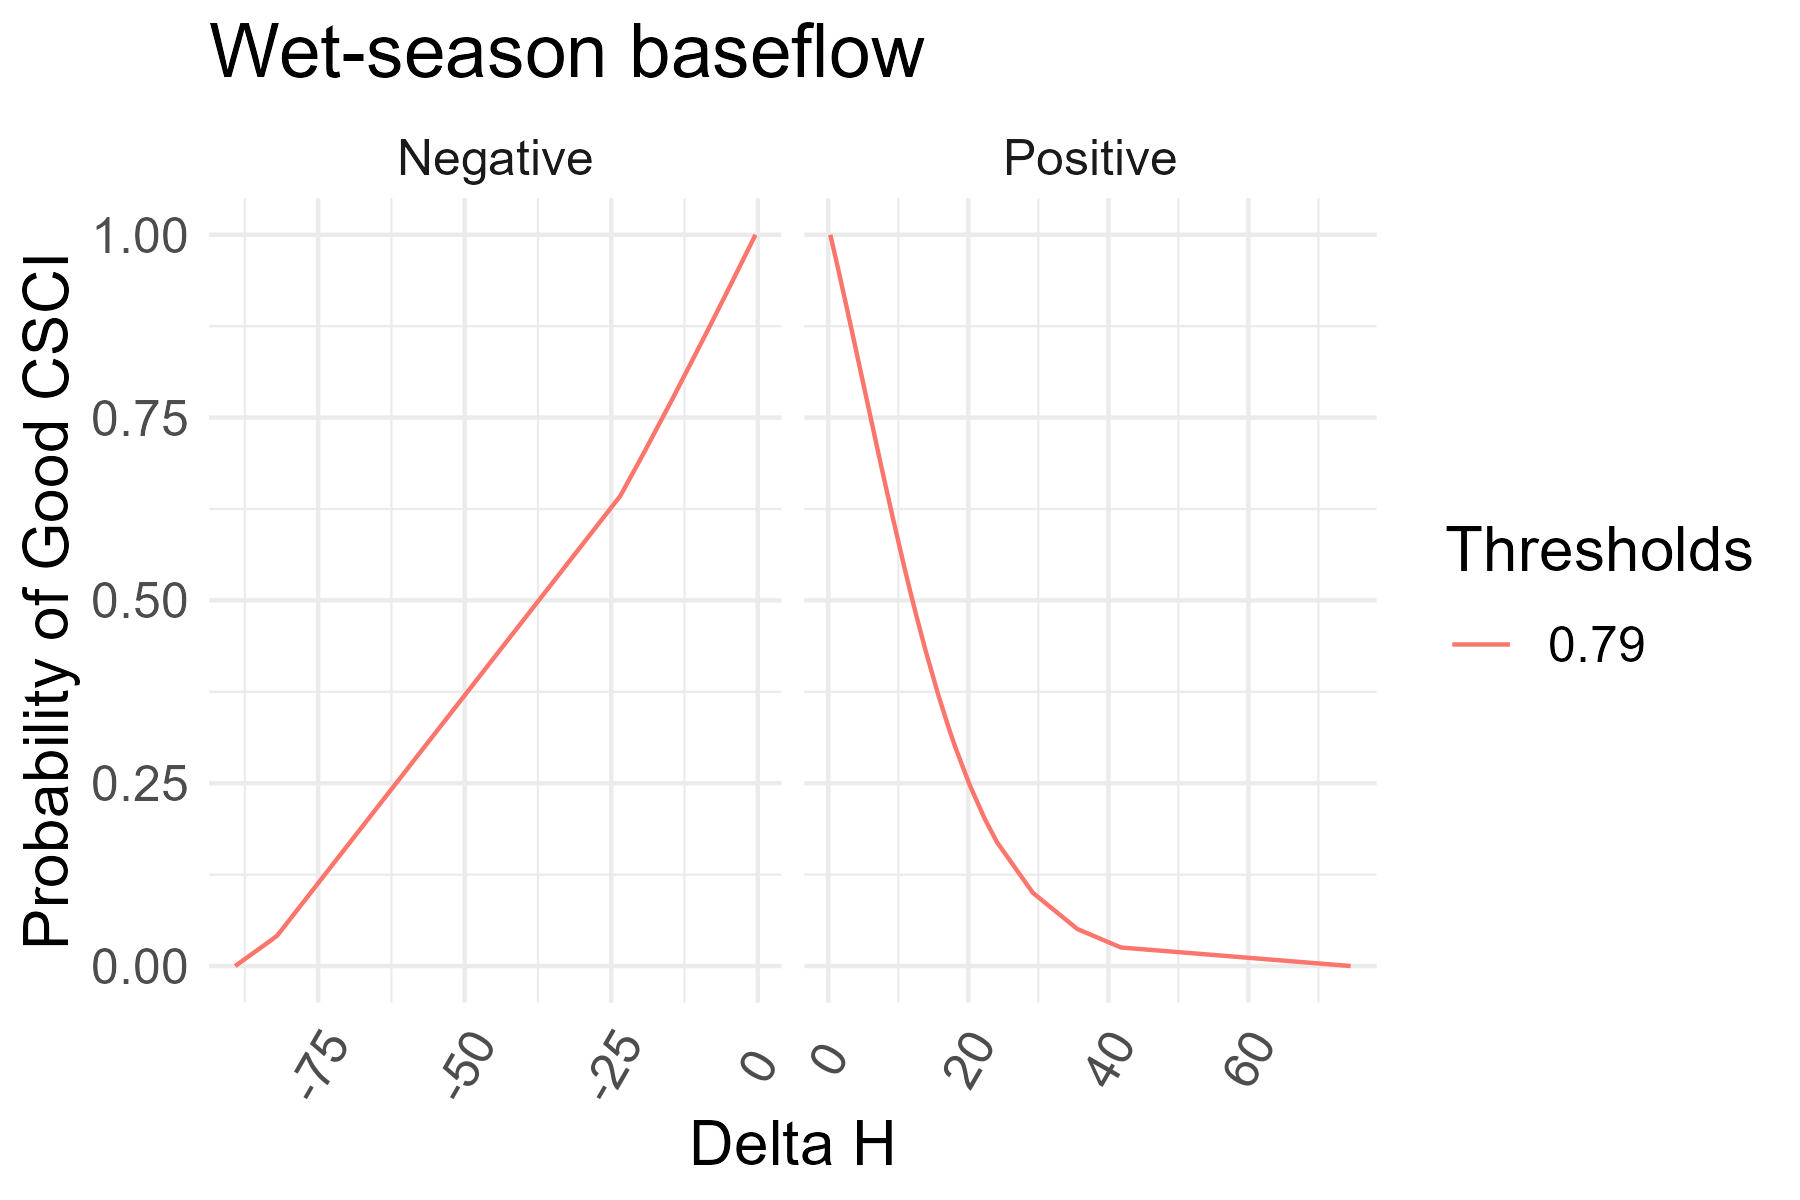 Wet-season baseflow
Negative
Positive
Probability of Good CSCI
1.00
0.75
0.50
0.25
0.00
-75
-50
-25
0
0
20
40
60
Delta H
Thresholds
0.79